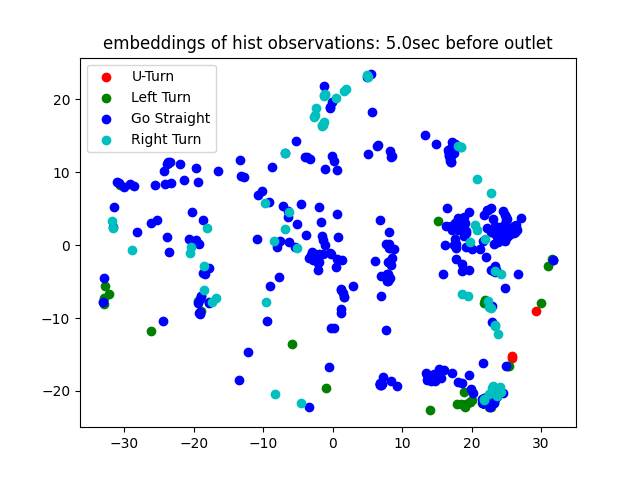 embeddings of hist observations: 5.0sec before outlet
U-Turn
Left Turn
Go Straight
Right Turn
20
10
0
−10
−20
−30
−20
−10
0
10
20
30